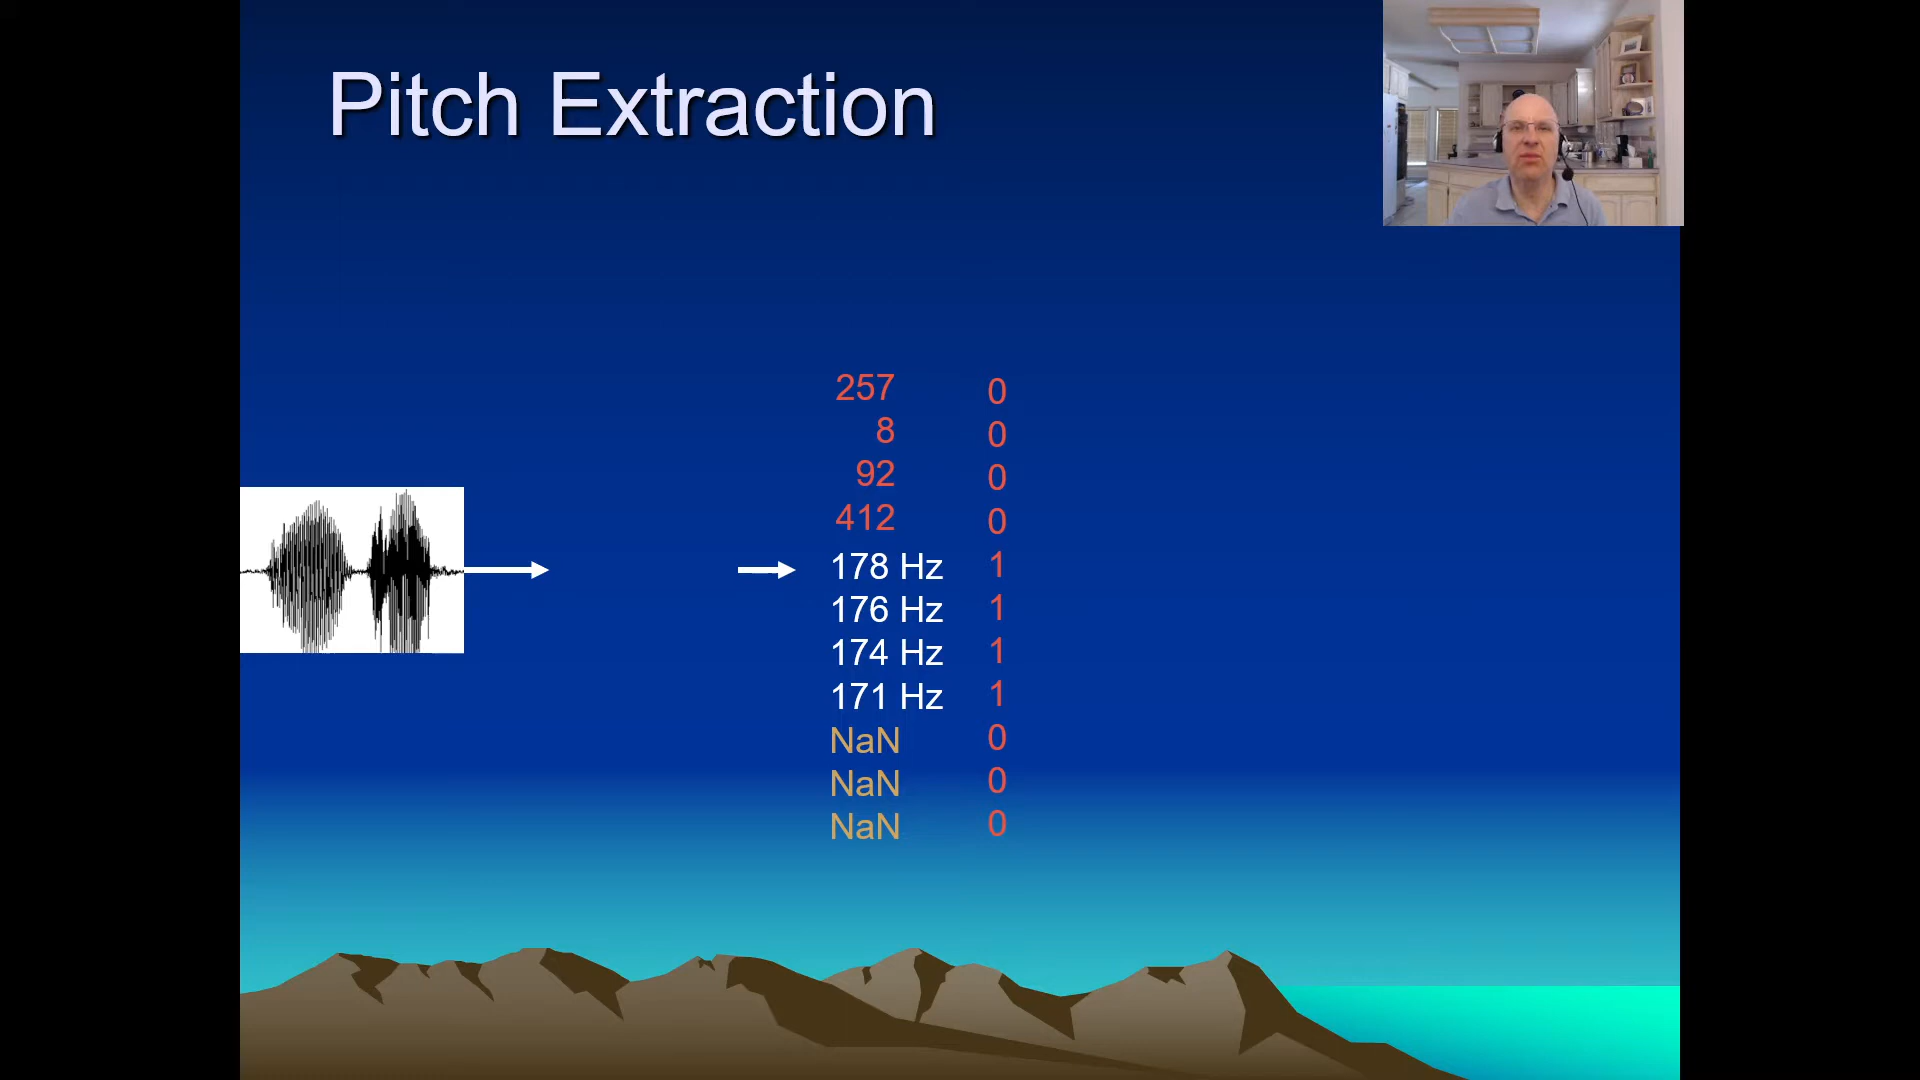 Pitch Extraction
257 0
8 0
92 0
412 0
178 Hz 1
176 Hz 1
174 Hz 1
171 Hz 1
NaN 0
NaN 0
NaN 0